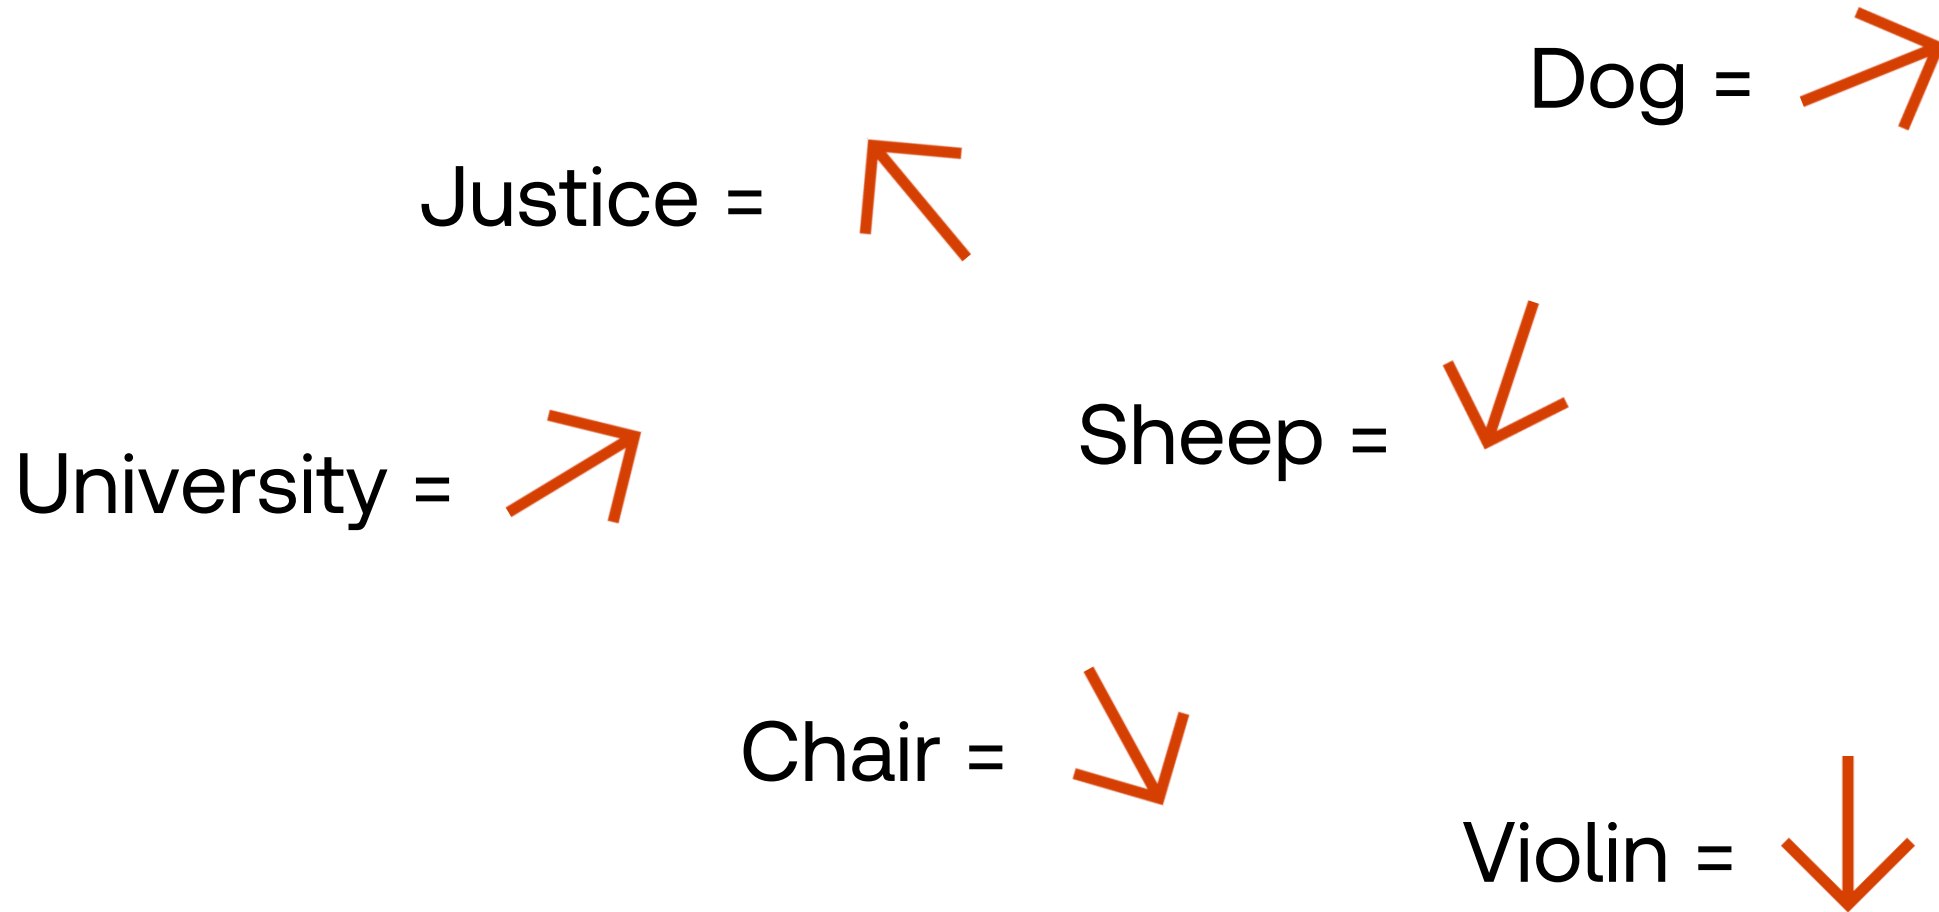 Dog =
Justice =
Sheep =
University =
Chair =
Violin =